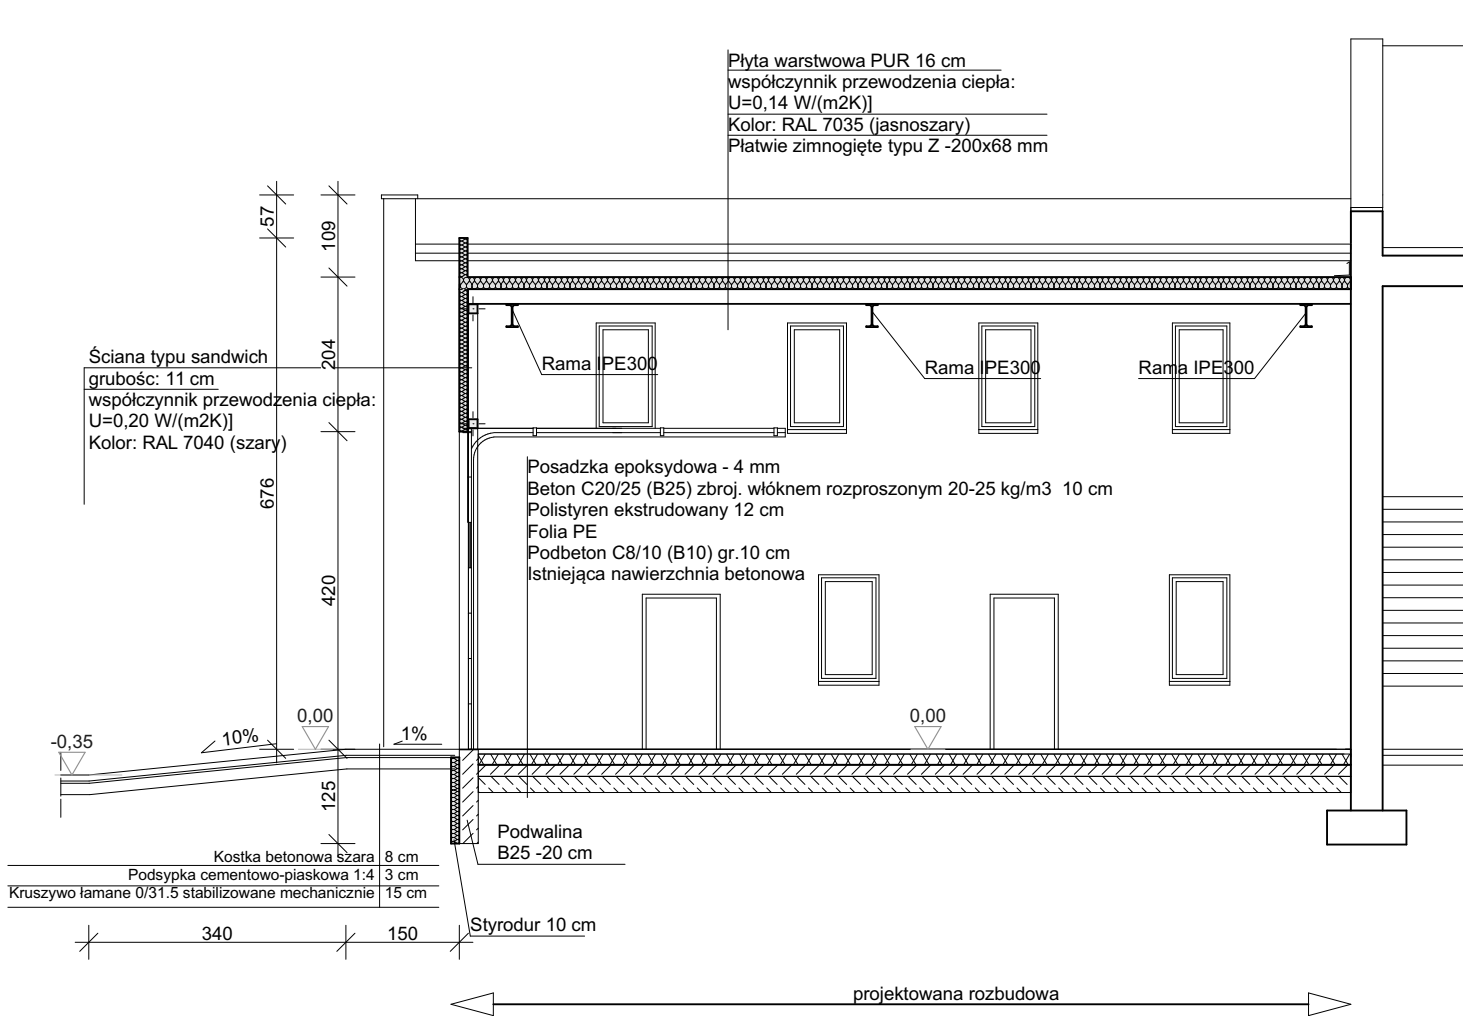 Płyta warstwowa PUR 16 cm
współczynnik przewodzenia ciepła:
U=0,14 W/(m2K)]
Kolor: RAL 7035 (jasnoszary)
Płatwie zimnogięte typu Z -200x68 mm
57
109
204
676
420
125
Ściana typu sandwich
grubośc: 11 cm
współczynnik przewodzenia ciepła:
U=0,20 W/(m2K)]
Kolor: RAL 7040 (szary)
Rama IPE300
Rama IPE300
Rama IPE300
Posadzka epoksydowa - 4 mm
Beton C20/25 (B25) zbroj. włóknem rozproszonym 20-25 kg/m3 10 cm
Polistyren ekstrudowany 12 cm
Folia PE
Podbeton C8/10 (B10) gr.10 cm
Istniejąca nawierzchnia betonowa
-0,35
10%
0,00
1%
0,00
Podwalina
B25 -20 cm
Kostka betonowa szara 8 cm
Podsypka cementowo-piaskowa 1:4 3 cm
Kruszywo łamane 0/31.5 stabilizowane mechanicznie 15 cm
Styrodur 10 cm
340
150
projektowana rozbudowa